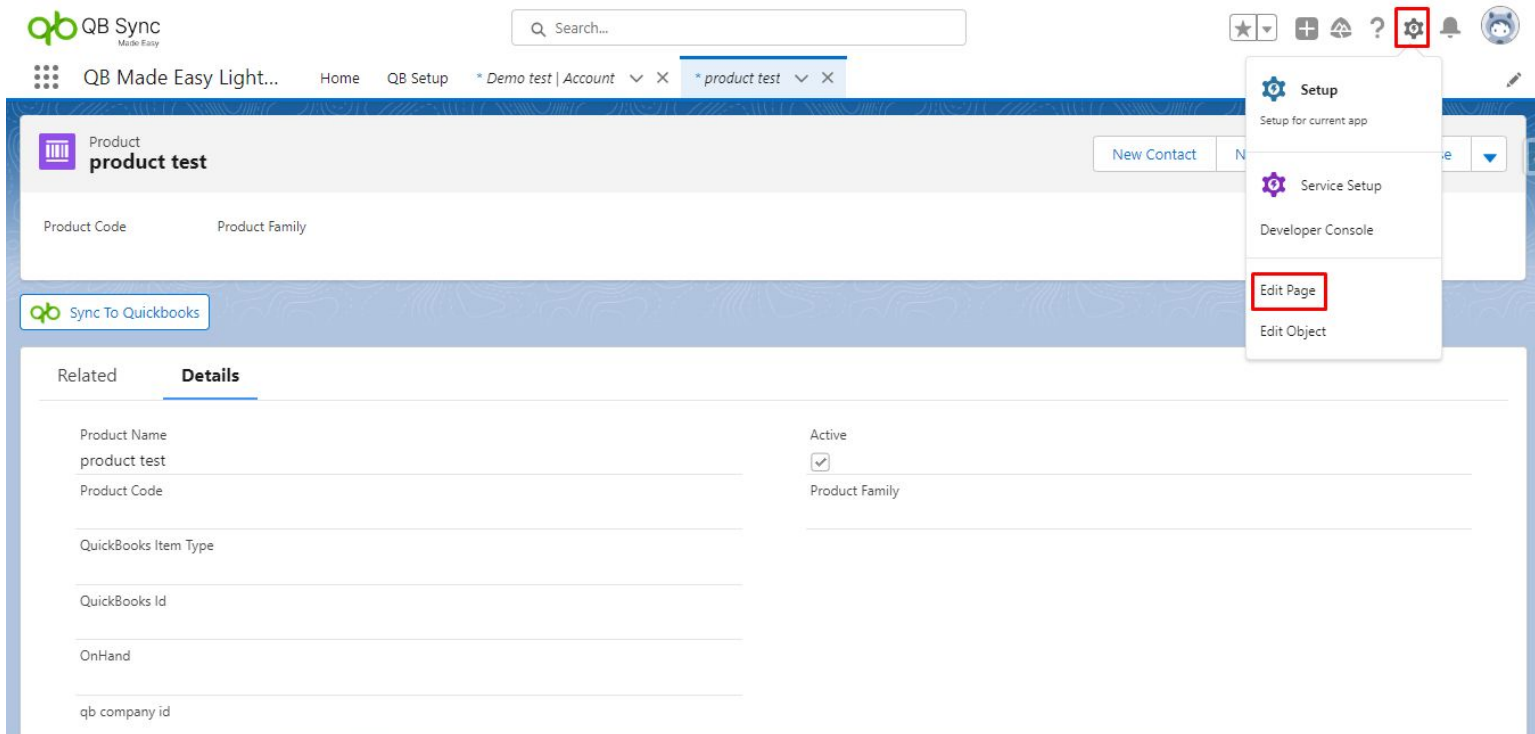 QB Sync
Made Easy
Search...
QB Made Easy Light... Home QB Setup * Demo test | Account * product test
Setup
Setup for current app
Product
product test
New Contact N e
Service Setup
Product Code Product Family
Developer Console
Edit Page
Sync To Quickbooks
Edit Object
Related Details
Product Name Active
product test
Product Code Product Family
QuickBooks Item Type
QuickBooks Id
OnHand
qb company id